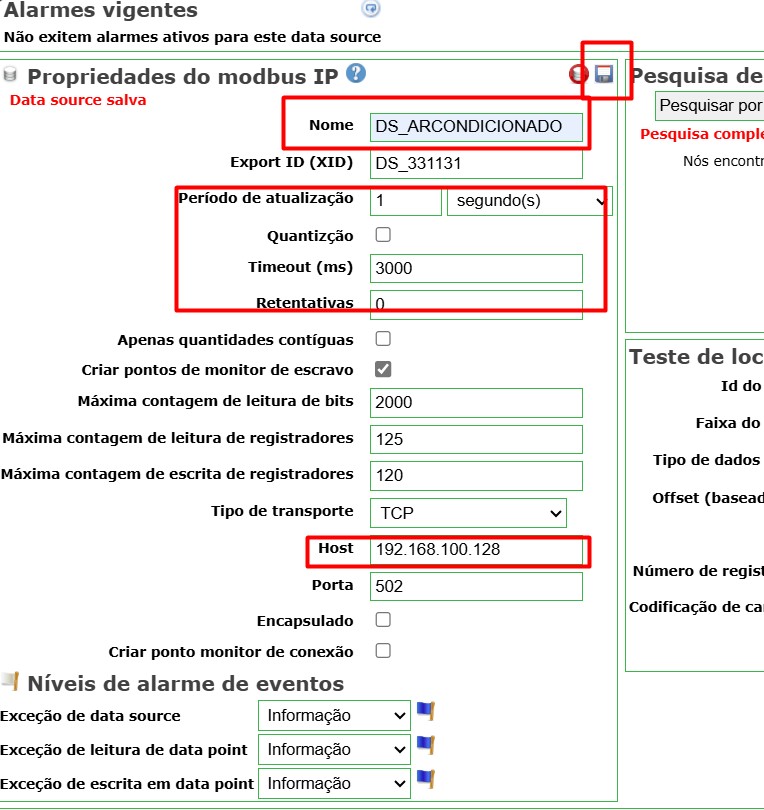 Alarmes vigentes
Não exitem alarmes ativos para este data source
Propriedades do modbus IP
Data source salva
Nome DS_ARCONDICIONADO
Export ID (XID) DS_331131
Período de atualização 1 segundo(s)
Quantizção
Timeout (ms) 3000
Retentativas 0
Apenas quantidades contíguas
Criar pontos de monitor de escravo
Máxima contagem de leitura de bits 2000
Máxima contagem de leitura de registradores 125
Máxima contagem de escrita de registradores 120
Tipo de transporte TCP
Host 192.168.100.128
Porta 502
Encapsulado
Criar ponto monitor de conexão
Níveis de alarme de eventos
Exceção de data source Informação
Exceção de leitura de data point Informação
Exceção de escrita em data point Informação
Pesquisa de
Pesquisar por
Pesquisa comple
Nós encontr
Teste de loc
Id do
Faixa do
Tipo de dados
Offset (basead
Número de regist
Codificação de ca